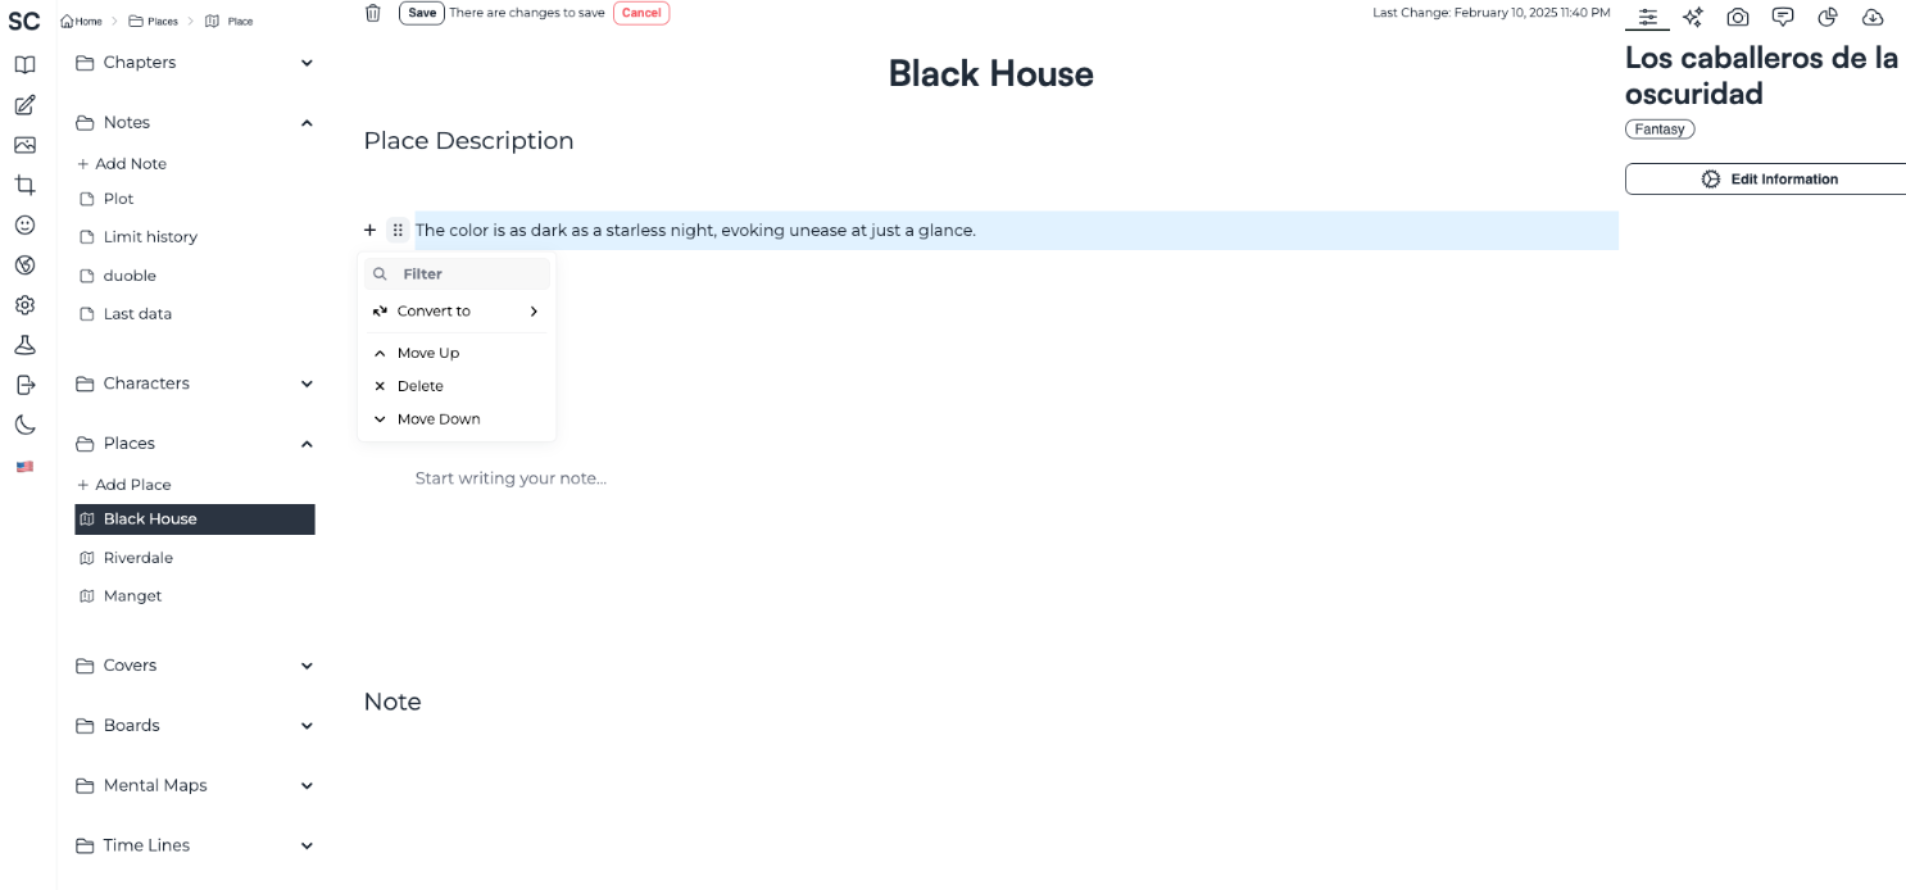 SC
Home > Places > Place
Save There are changes to save Cancel
Last Change: February 10, 2025 11:40 PM
Chapters
Notes
+ Add Note
Plot
Limit history
duoble
Last data
Characters
Places
+ Add Place
Black House
Riverdale
Manget
Covers
Boards
Mental Maps
Time Lines
Black House
Place Description
The color is as dark as a starless night, evoking unease at just a glance.
Filter
Convert to
Move Up
Delete
Move Down
Start writing your note...
Note
Los caballeros de la
oscuridad
Fantasy
Edit Information